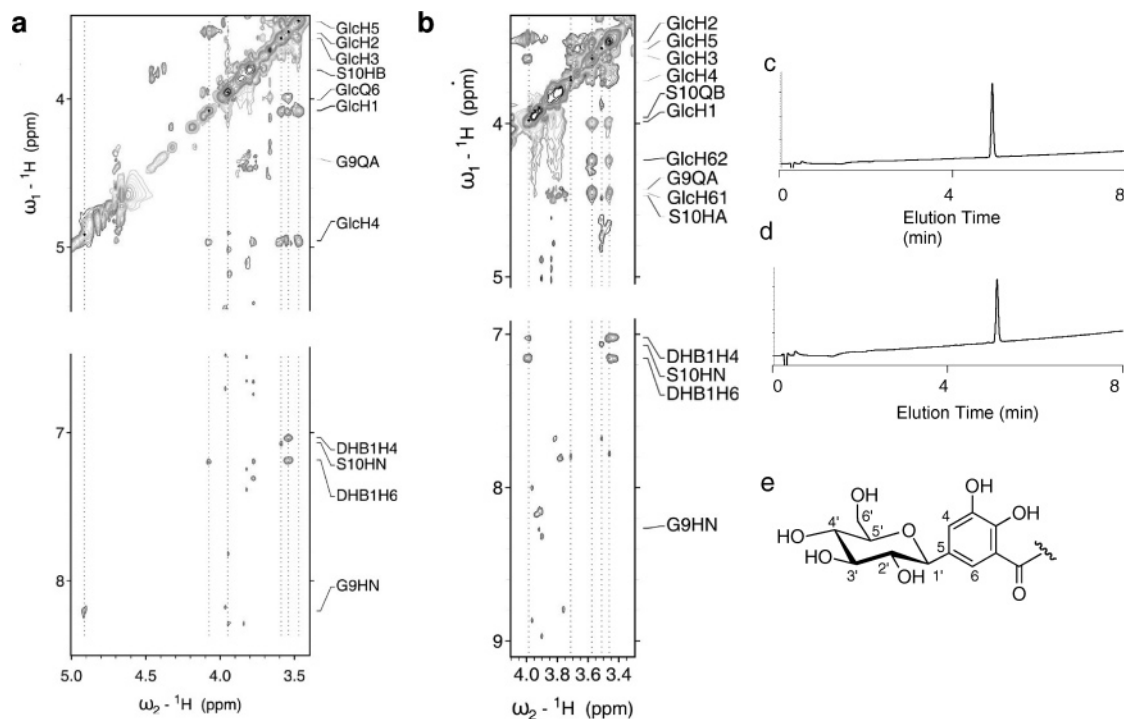 a
GlcH5
GlcH2
GlcH3
S10HB
GlcQ6
GlcH1
G9QA
GlcH4
DHB1H4
S10HN
DHB1H6
G9HN
4
5
7
8
ω₁ - ¹H (ppm)
5.0 4.5 4.0 3.5
ω₂ - ¹H (ppm)
b
GlcH2
GlcH5
GlcH3
GlcH4
S10QB
GlcH1
GlcH62
G9QA
GlcH61
S10HA
DHB1H4
S10HN
DHB1H6
G9HN
4
5
7
8
9
ω₁ - ¹H (ppm)
4.0 3.8 3.6 3.4
ω₂ - ¹H (ppm)
c
0 4 8
Elution Time
(min)
d
0 4 8
Elution Time (min)
e
OH
OH
OH
6'
4'
5'
4
HO
O
HO
5
3'
2'
OH
1'
6
O